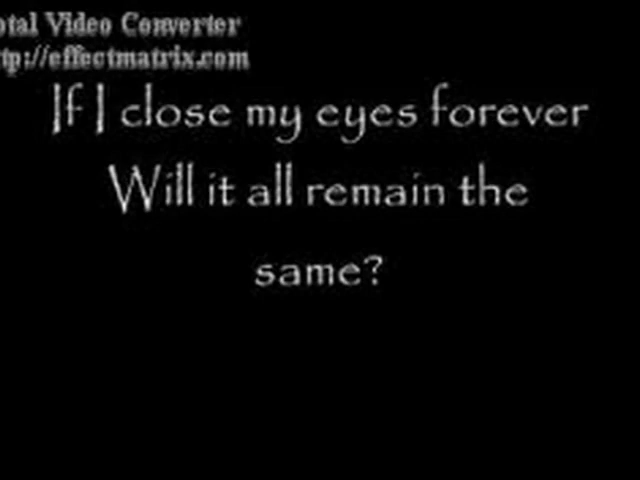 otal Video Converter
tp://effectmatrix.com
If I close my eyes forever
Will it all remain the
same?